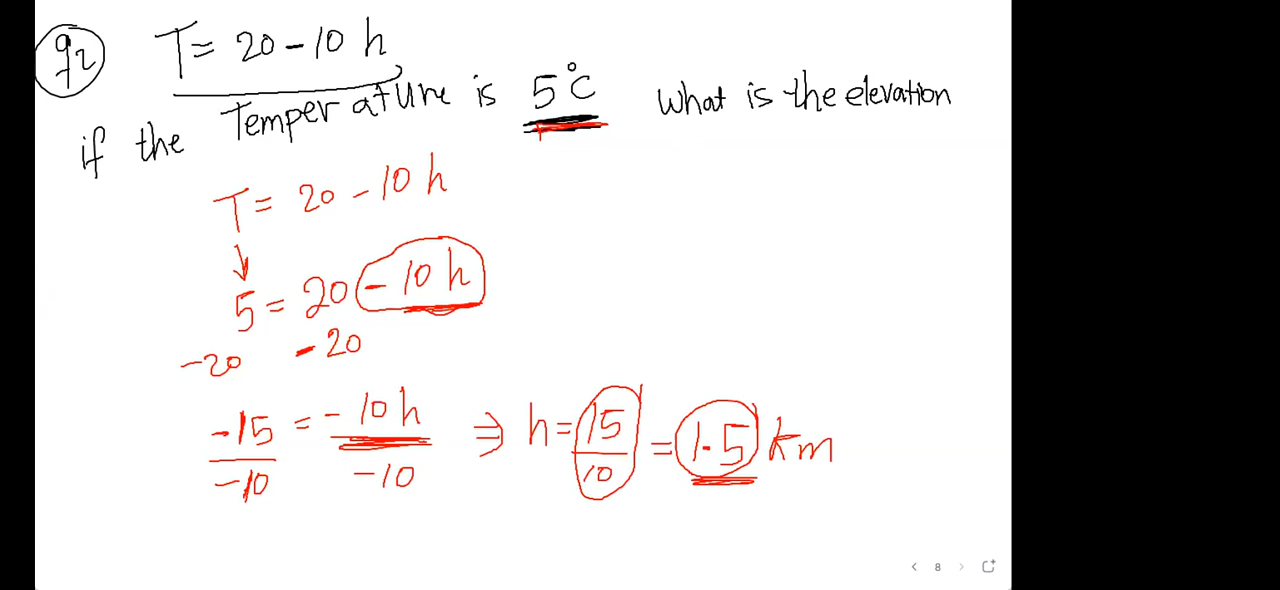 q2 T = 20 - 10 h
if the Temperature is 5°C What is the elevation
T = 20 - 10 h
↓
5 = 20 - 10 h
-20 - 20
-15/-10 = - 10 h/-10 ⇒ h = 15/10 = 1.5 km
< 8 >